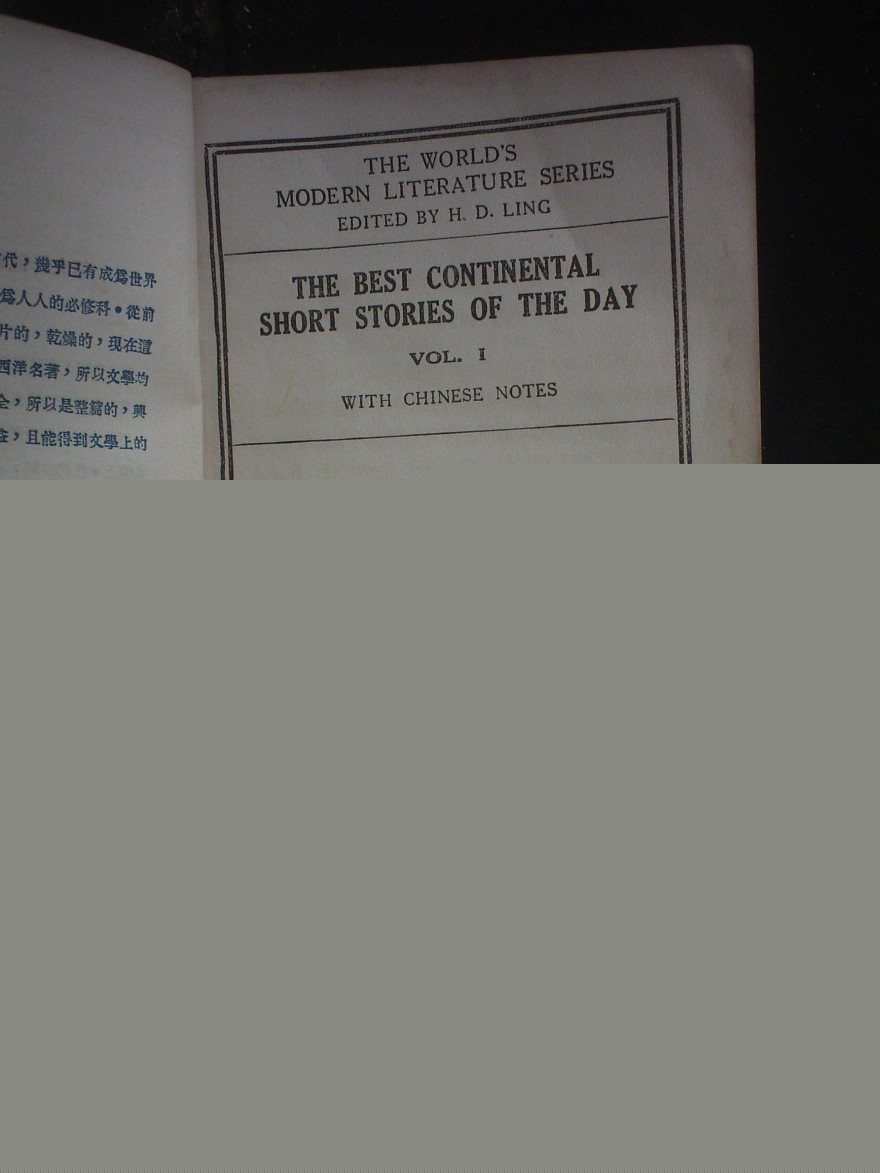 代，幾乎已有成爲世界
爲人人的必修科•從前
片的，乾燥的，現在這
西洋名著，所以文學均
全，所以是整篇的，興
且能得到文學上的
THE WORLD'S
MODERN LITERATURE SERIES
EDITED BY H. D. LING
THE BEST CONTINENTAL
SHORT STORIES OF THE DAY
VOL. I
WITH CHINESE NOTES